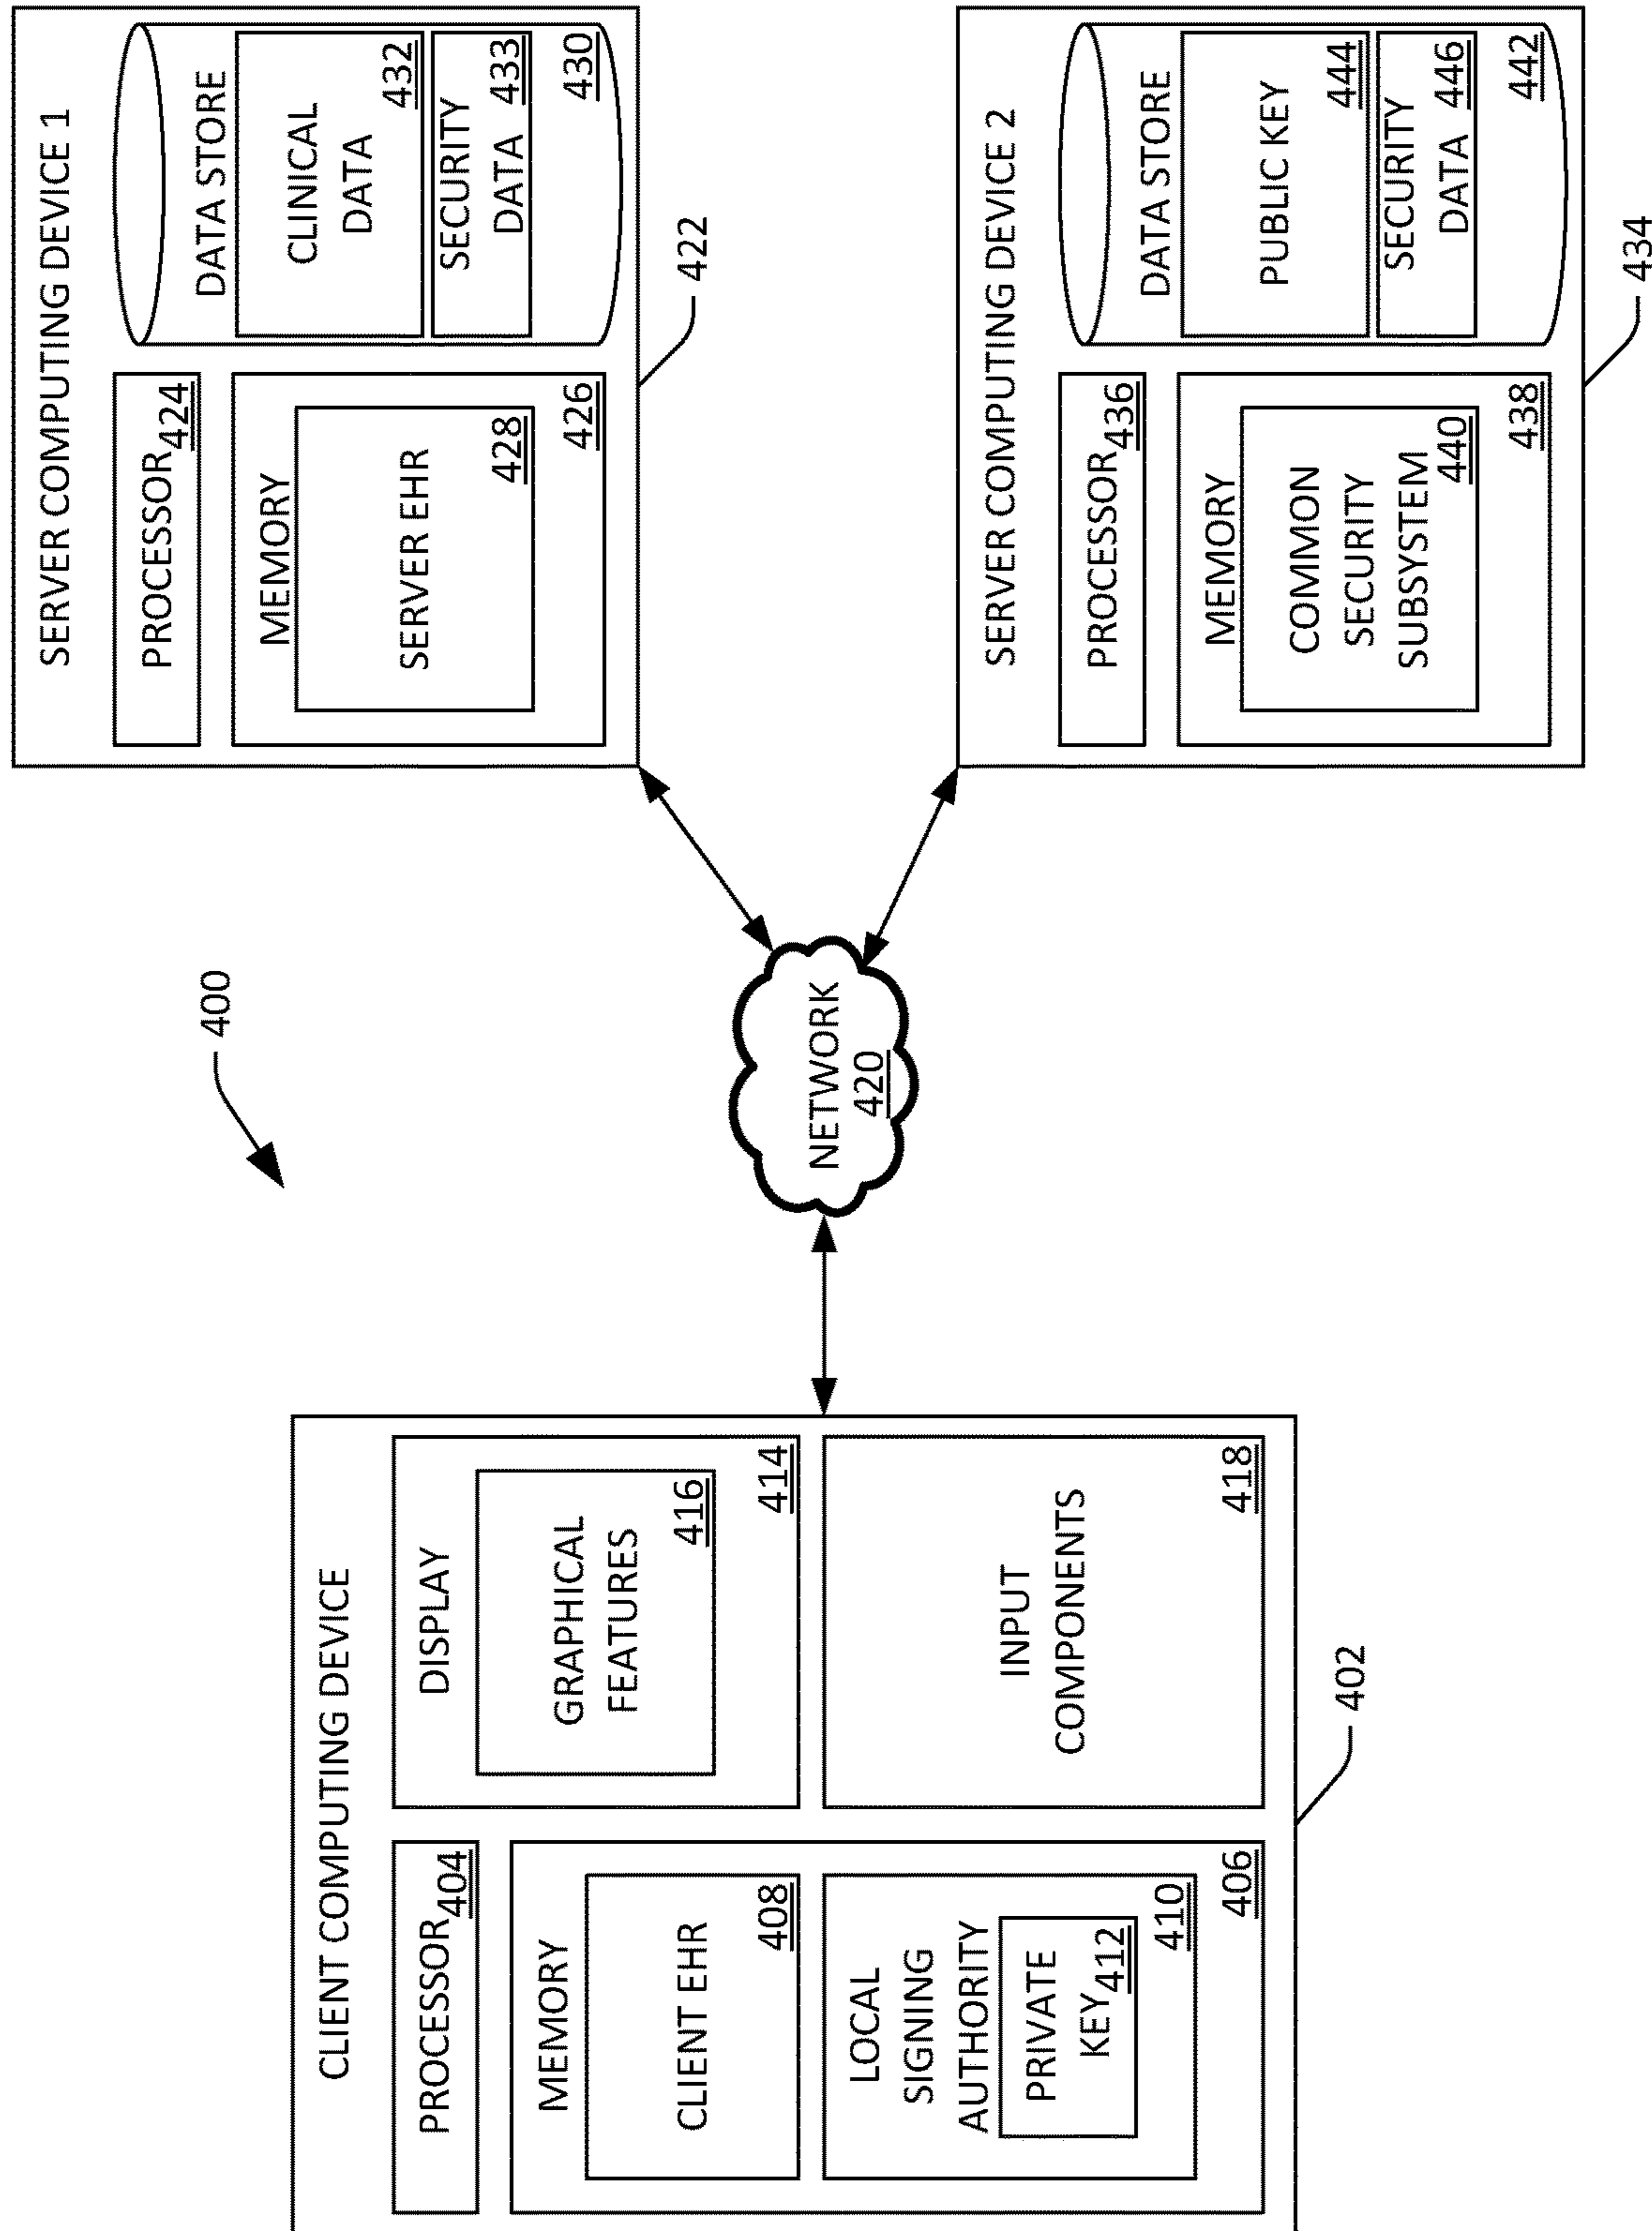 400
CLIENT COMPUTING DEVICE
PROCESSOR 404
MEMORY
CLIENT EHR
408
LOCAL
SIGNING
AUTHORITY
PRIVATE
KEY 412
410
406
DISPLAY
GRAPHICAL
FEATURES
416
414
INPUT
COMPONENTS
418
402
NETWORK
420
SERVER COMPUTING DEVICE 1
PROCESSOR 424
MEMORY
SERVER EHR
428
426
DATA STORE
CLINICAL
DATA
432
SECURITY
DATA 433
430
422
SERVER COMPUTING DEVICE 2
PROCESSOR 436
MEMORY
COMMON
SECURITY
SUBSYSTEM
440
438
DATA STORE
PUBLIC KEY
444
SECURITY
DATA 446
442
434